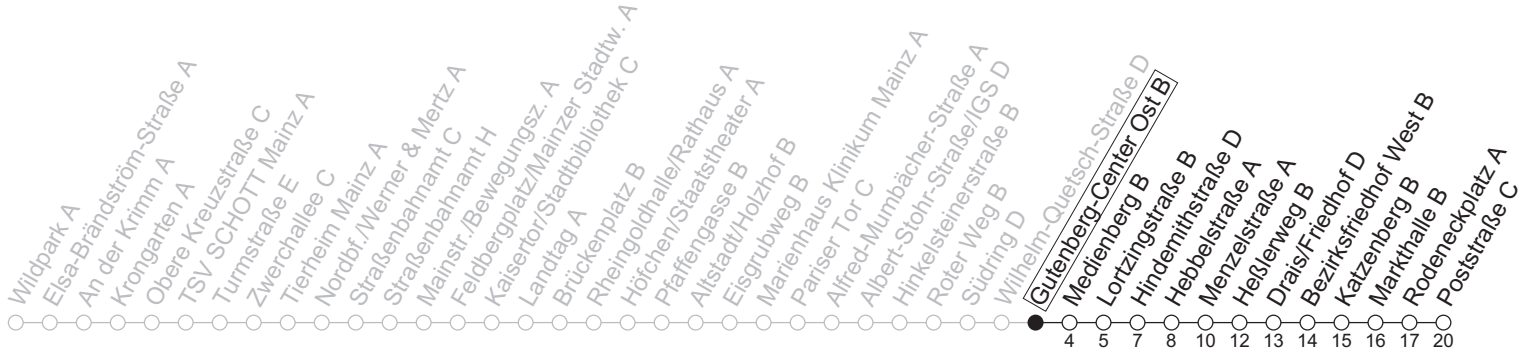 Wildpark A
Elsa-Brändström-Straße A
An der Krimm A
Krongarten A
Obere Kreuzstraße C
TSV SCHOTT Mainz A
Turmstraße E
Zwerchallee C
Tierheim Mainz A
Nordbf./Werner & Mertz A
Straßenbahnamt C
Straßenbahnamt H
Mainstr./Bewegungsz. A
Feldbergplatz/Mainzer Stadtw. A
Kaisertor/Stadtbibliothek C
Landtag A
Brückenplatz B
Rheingoldhalle/Rathaus A
Höfchen/Staatstheater A
Pfaffengasse B
Altstadt/Holzhof B
Eisgrubweg B
Marienhaus Klinikum Mainz A
Pariser Tor C
Alfred-Mumbächer-Straße A
Albert-Stohr-Straße/IGS D
Hinkelsteinerstraße B
Roter Weg B
Südring D
Wilhelm-Quetsch-Straße D
Gutenberg-Center Ost B
Medienberg B
Lortzingstraße B
Hindemithstraße D
Hebbelstraße A
Menzelstraße A
Heßlerweg B
Drais/Friedhof D
Bezirksfriedhof West B
Katzenberg B
Markthalle B
Rodeneckplatz A
Poststraße C
4 5 7 8 10 12 13 14 15 16 17 20